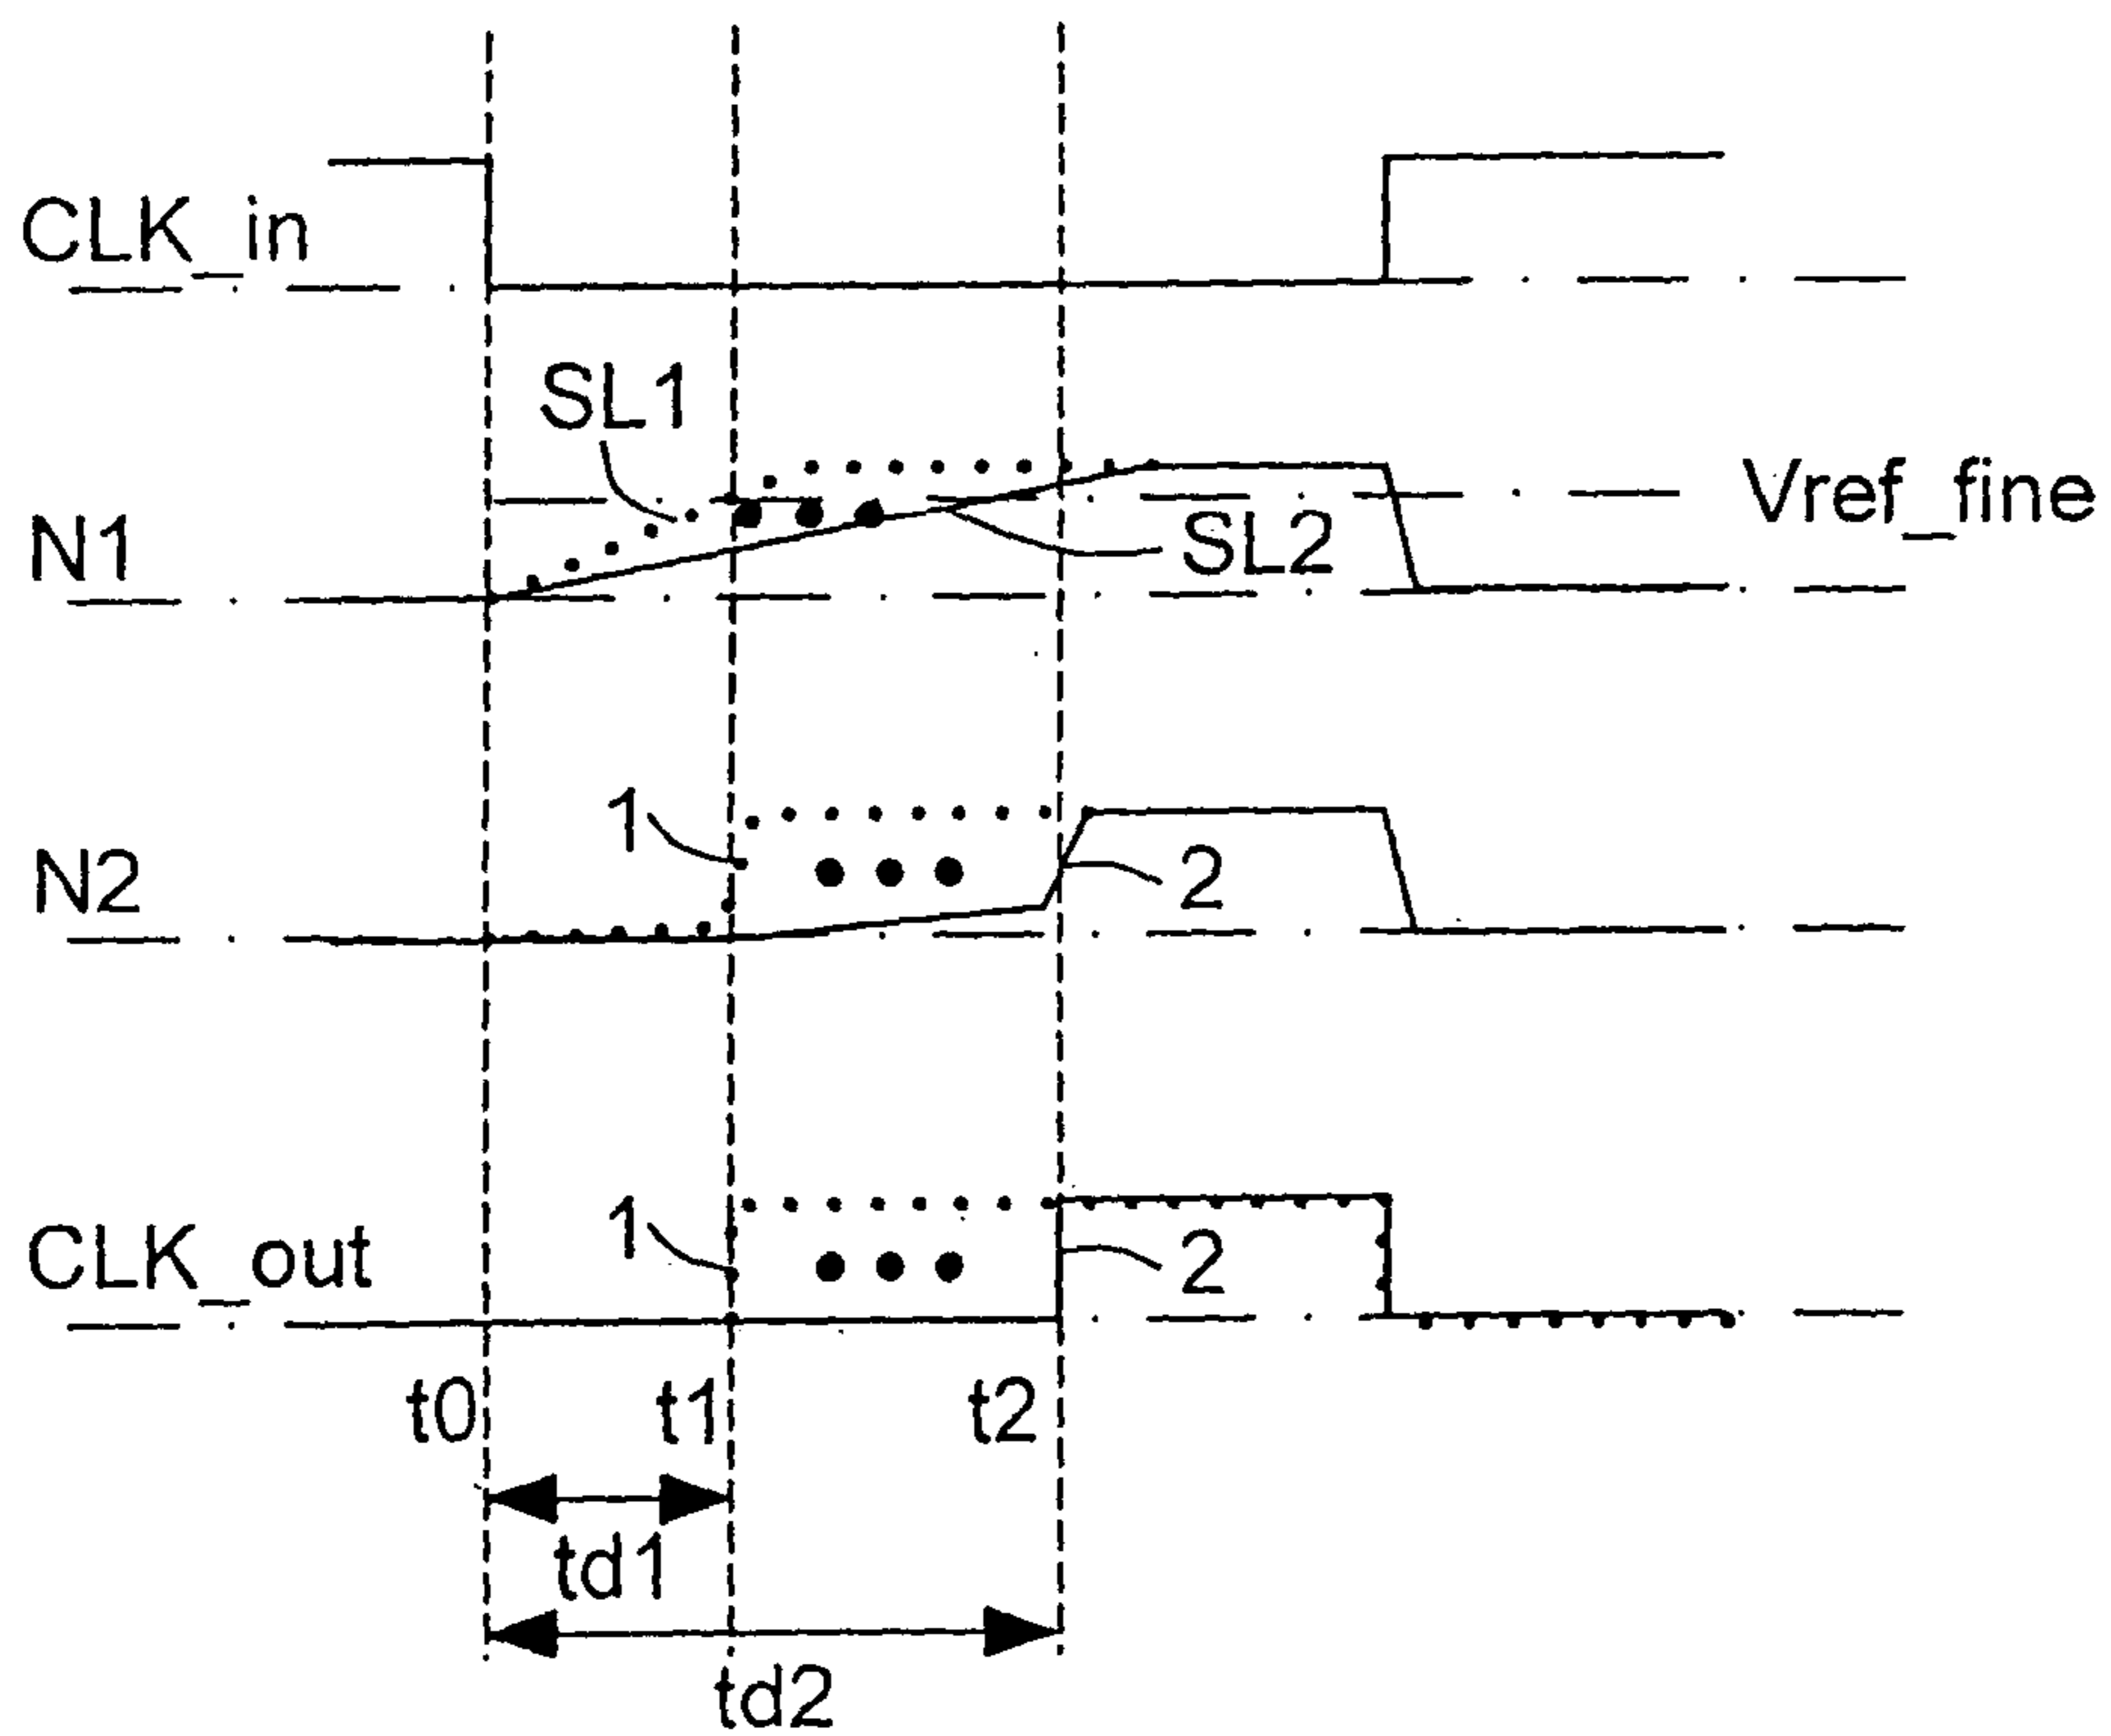 CLK_in
SL1
Vref_fine
N1
SL2
1
N2
2
1
CLK_out
2
t0
t1
t2
td1
td2